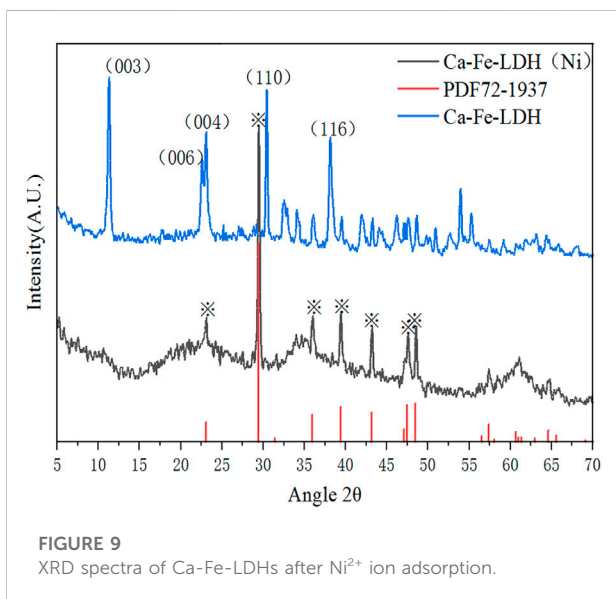 (003)
(110)
Ca-Fe-LDH（Ni）
PDF72-1937
Ca-Fe-LDH
(004)
※
(116)
(006)
※ ※ ※ ※ ※ ※
Intensity(A.U.)
5 10 15 20 25 30 35 40 45 50 55 60 65 70
Angle 2θ
FIGURE 9
XRD spectra of Ca-Fe-LDHs after Ni²⁺ ion adsorption.